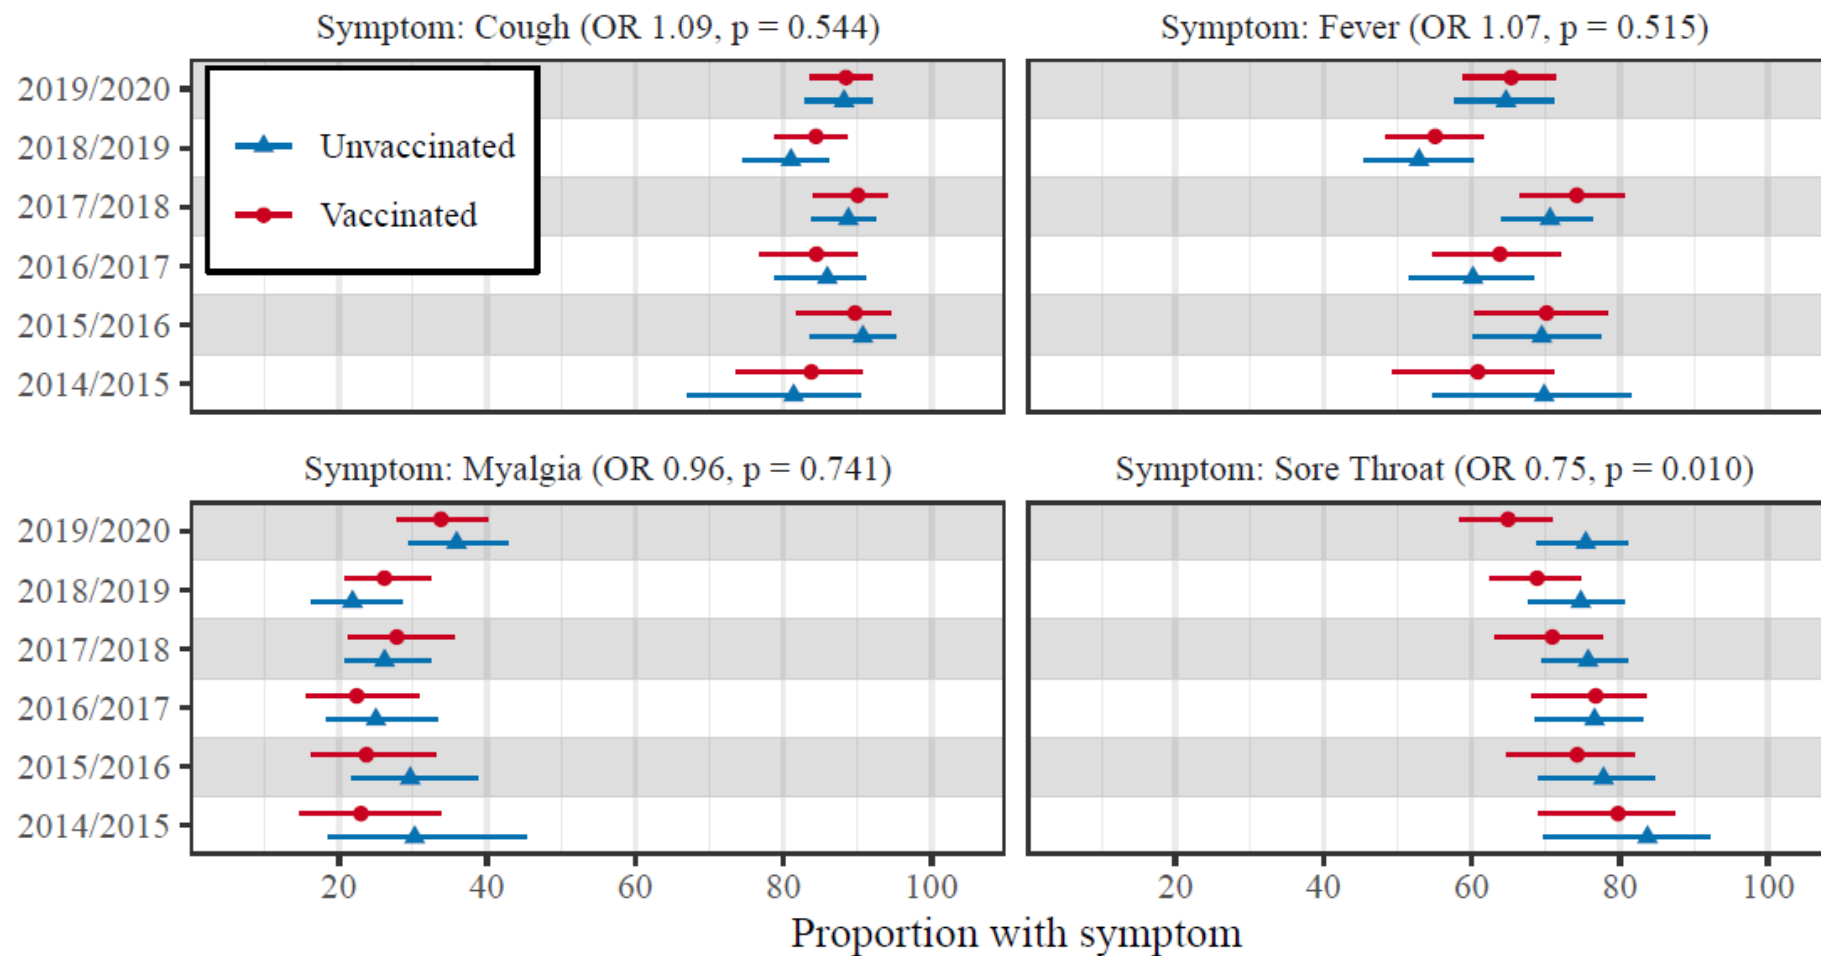 Symptom: Cough (OR 1.09, p = 0.544)
Symptom: Fever (OR 1.07, p = 0.515)
2019/2020
2018/2019
2017/2018
2016/2017
2015/2016
2014/2015
Unvaccinated
Vaccinated
Symptom: Myalgia (OR 0.96, p = 0.741)
Symptom: Sore Throat (OR 0.75, p = 0.010)
2019/2020
2018/2019
2017/2018
2016/2017
2015/2016
2014/2015
20 40 60 80 100
20 40 60 80 100
Proportion with symptom